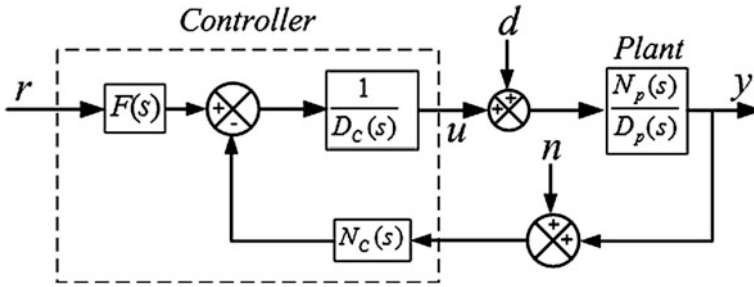 Controller
d
Plant
r
F(s)
+
-
1
D_C(s)
u
+
+
N_p(s)
D_p(s)
y
n
N_C(s)
+
+